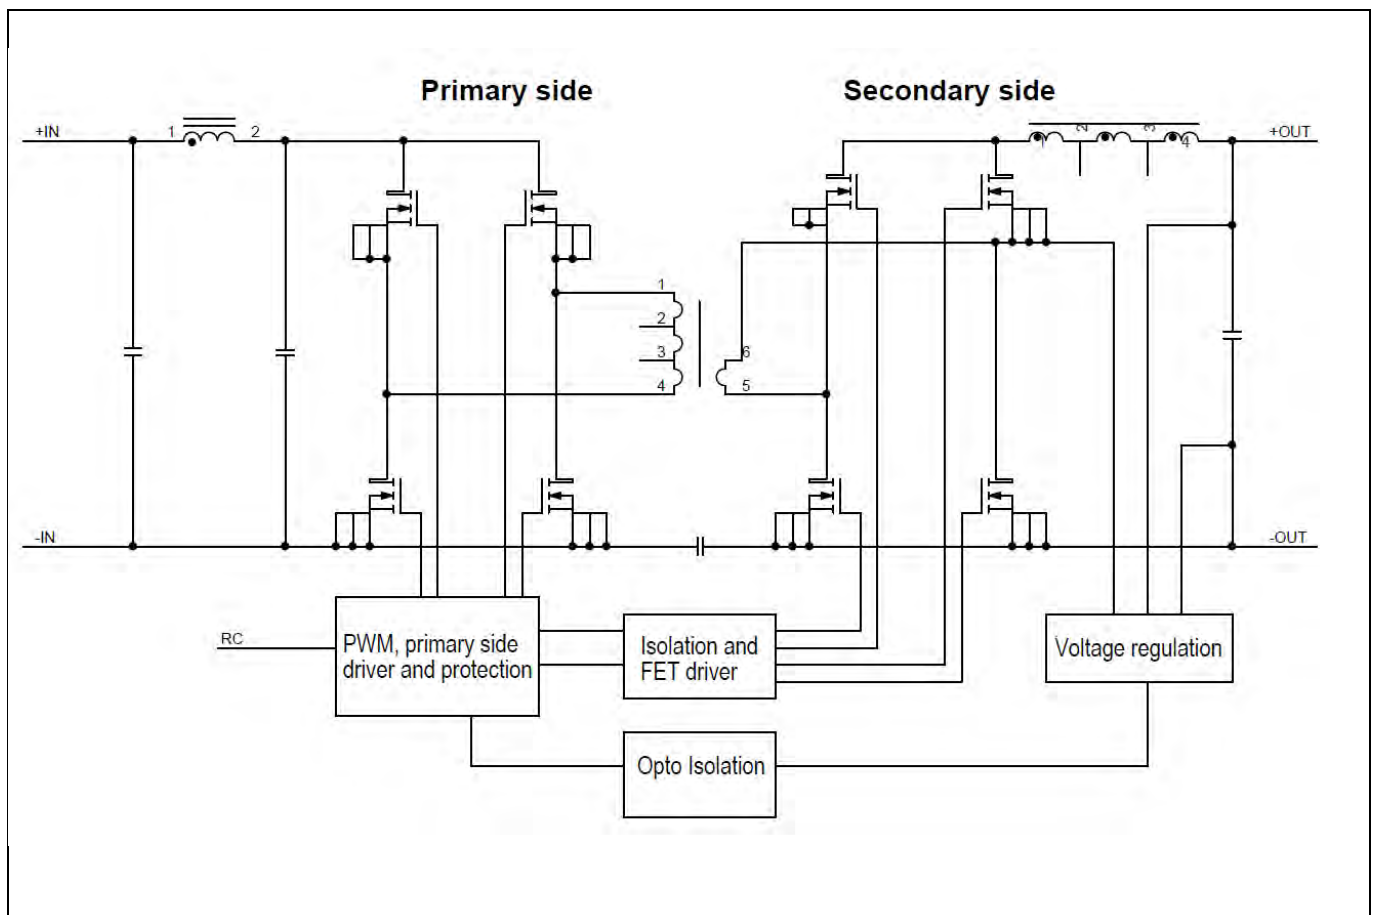 Primary side
Secondary side
+IN
1
2
1
2
3
4
+OUT
1
2
3
4
6
5
-IN
-OUT
RC
PWM, primary side
driver and protection
Isolation and
FET driver
Voltage regulation
Opto Isolation